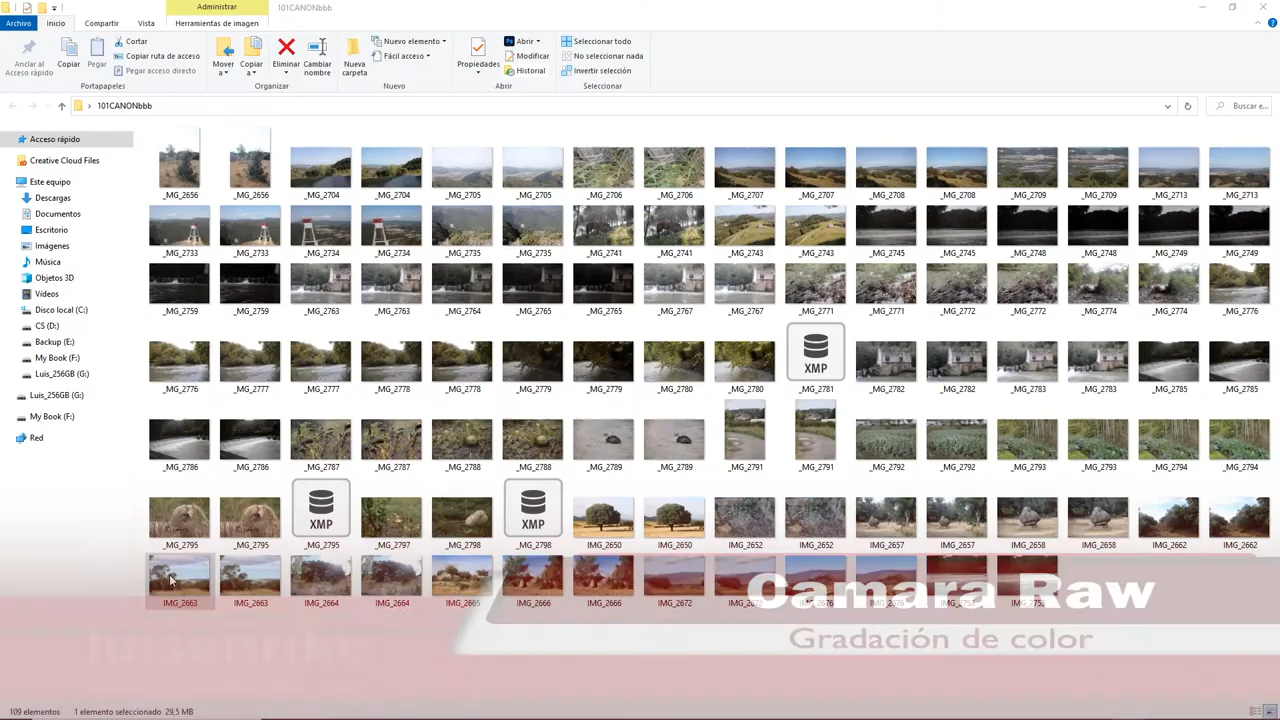 Administrar
101CANONbbb
Archivo
Inicio
Compartir
Vista
Herramientas de imagen
Anclar al Acceso rápido
Copiar
Pegar
Cortar
Copiar ruta de acceso
Pegar acceso directo
Portapapeles
Mover a
Copiar a
Eliminar
Cambiar nombre
Organizar
Nueva carpeta
Nuevo elemento
Fácil acceso
Nuevo
Propiedades
Abrir
Modificar
Historial
Abrir
Seleccionar todo
No seleccionar nada
Invertir selección
Seleccionar
101CANONbbb
Buscar e...
Acceso rápido
Creative Cloud Files
Este equipo
Descargas
Documentos
Escritorio
Imágenes
Música
Objetos 3D
Vídeos
Disco local (C:)
CS (D:)
Backup (E:)
My Book (F:)
Luis_256GB (G:)
Luis_256GB (G:)
My Book (F:)
Red
_MG_2656 _MG_2656 _MG_2704 _MG_2704 _MG_2705 _MG_2705 _MG_2706 _MG_2706 _MG_2707 _MG_2707 _MG_2708 _MG_2708 _MG_2709 _MG_2709 _MG_2713 _MG_2713
_MG_2733 _MG_2733 _MG_2734 _MG_2734 _MG_2735 _MG_2735 _MG_2741 _MG_2741 _MG_2743 _MG_2743 _MG_2745 _MG_2745 _MG_2748 _MG_2748 _MG_2749 _MG_2749
_MG_2759 _MG_2759 _MG_2763 _MG_2763 _MG_2764 _MG_2765 _MG_2767 _MG_2767 _MG_2771 _MG_2771 _MG_2772 _MG_2772 _MG_2774 _MG_2774 _MG_2776
XMP
_MG_2776 _MG_2777 _MG_2777 _MG_2778 _MG_2778 _MG_2779 _MG_2779 _MG_2780 _MG_2780 _MG_2781 _MG_2782 _MG_2782 _MG_2783 _MG_2783 _MG_2785 _MG_2785
_MG_2786 _MG_2786 _MG_2787 _MG_2787 _MG_2788 _MG_2788 _MG_2789 _MG_2789 _MG_2791 _MG_2791 _MG_2792 _MG_2792 _MG_2793 _MG_2793 _MG_2794 _MG_2794
XMP
XMP
_MG_2795 _MG_2795 _MG_2795 _MG_2797 _MG_2798 _MG_2798 IMG_2650 IMG_2650 IMG_2652 IMG_2652 IMG_2657 IMG_2657 IMG_2658 IMG_2658 IMG_2662 IMG_2662
IMG_2663 IMG_2663 IMG_2664 IMG_2664 IMG_2665 IMG_2666 IMG_2666 IMG_2672
Camara Raw
Gradación de color
109 elementos
1 elemento seleccionado 29,5 MB